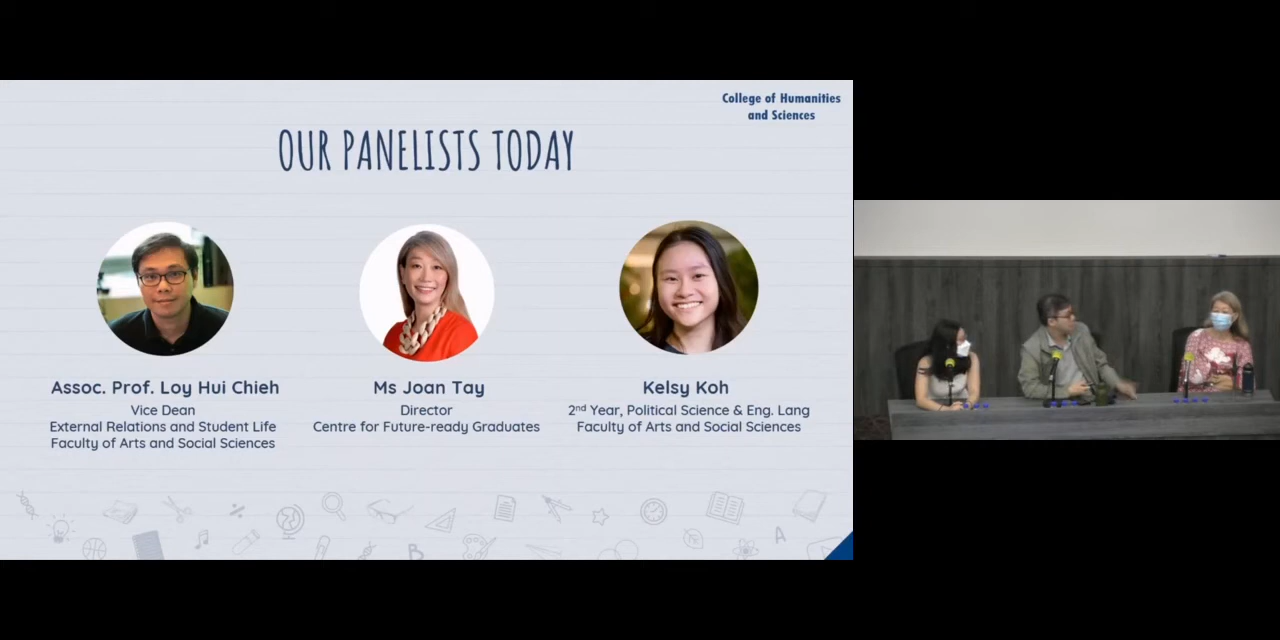 College of Humanities
and Sciences
OUR PANELISTS TODAY
Assoc. Prof. Loy Hui Chieh
Vice Dean
External Relations and Student Life
Faculty of Arts and Social Sciences
Ms Joan Tay
Director
Centre for Future-ready Graduates
Kelsy Koh
2nd Year, Political Science & Eng. Lang
Faculty of Arts and Social Sciences
B
A